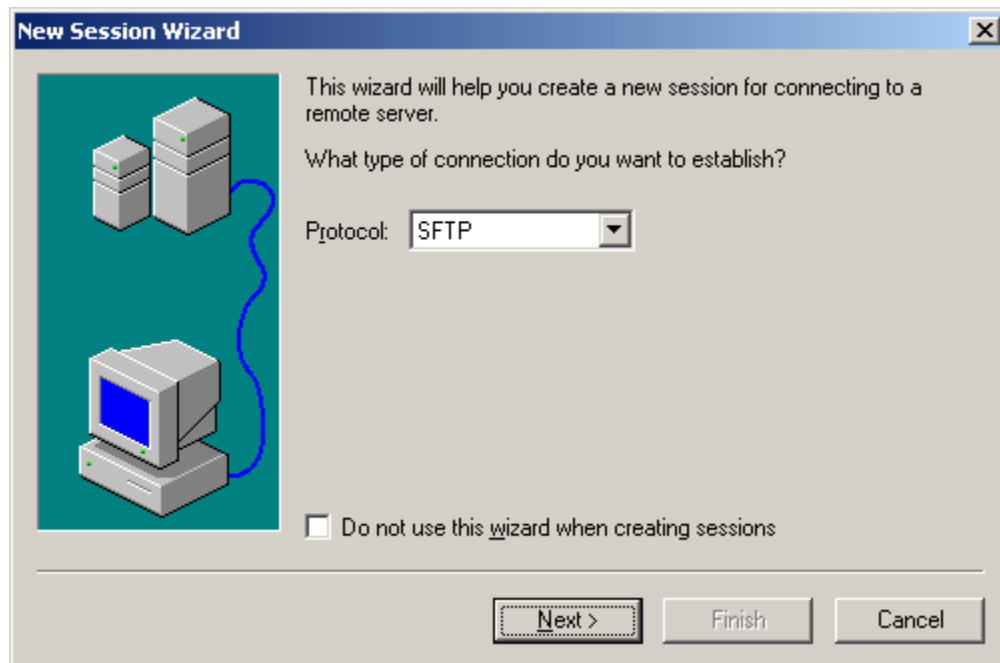 New Session Wizard
This wizard will help you create a new session for connecting to a
remote server.
What type of connection do you want to establish?
Protocol: SFTP
Do not use this wizard when creating sessions
Next > Finish Cancel